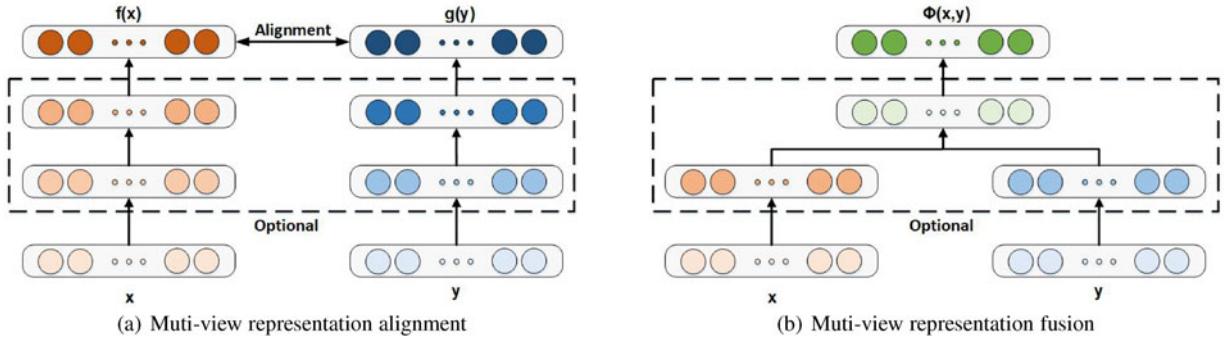 f(x)
Alignment
g(y)
Optional
x
y
(a) Muti-view representation alignment
Φ(x,y)
Optional
x
y
(b) Muti-view representation fusion